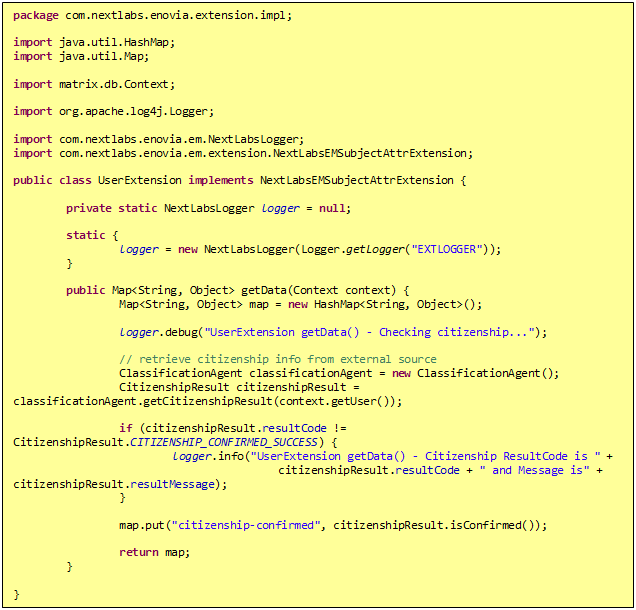 package com.nextlabs.enovia.extension.impl;
import java.util.HashMap;
import java.util.Map;
import matrix.db.Context;
import org.apache.log4j.Logger;
import com.nextlabs.enovia.em.NextLabsLogger;
import com.nextlabs.enovia.em.extension.NextLabsEMSubjectAttrExtension;
public class UserExtension implements NextLabsEMSubjectAttrExtension {
private static NextLabsLogger logger = null;
static {
logger = new NextLabsLogger(Logger.getLogger("EXTLOGGER"));
}
public Map<String, Object> getData(Context context) {
Map<String, Object> map = new HashMap<String, Object>();
logger.debug("UserExtension getData() - Checking citizenship...");
// retrieve citizenship info from external source
ClassificationAgent classificationAgent = new ClassificationAgent();
CitizenshipResult citizenshipResult =
classificationAgent.getCitizenshipResult(context.getUser());
if (citizenshipResult.resultCode !=
CitizenshipResult.CITIZENSHIP_CONFIRMED_SUCCESS) {
logger.info("UserExtension getData() - Citizenship ResultCode is " +
citizenshipResult.resultCode + " and Message is" +
citizenshipResult.resultMessage);
}
map.put("citizenship-confirmed", citizenshipResult.isConfirmed());
return map;
}
}